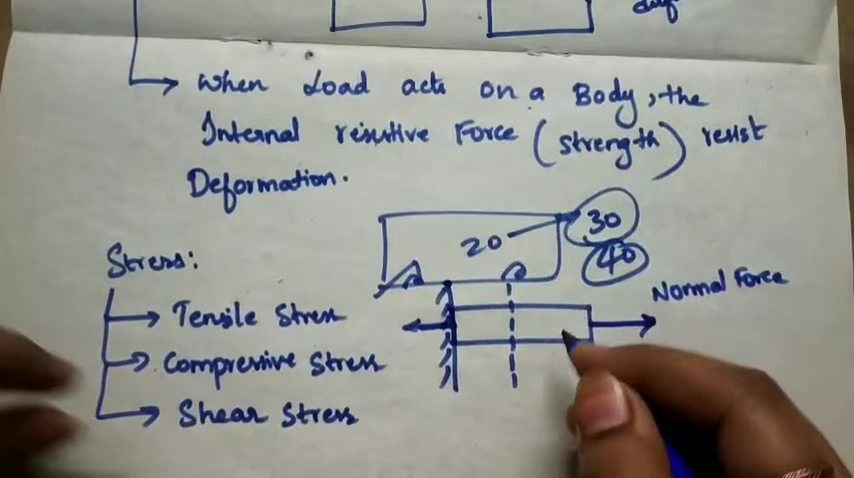 When Load acts on a Body, the
Internal resistive Force (strength) resist
Deformation.
20
30
40
Stress:
Normal Force
Tensile Stress
Compressive Stress
Shear Stress